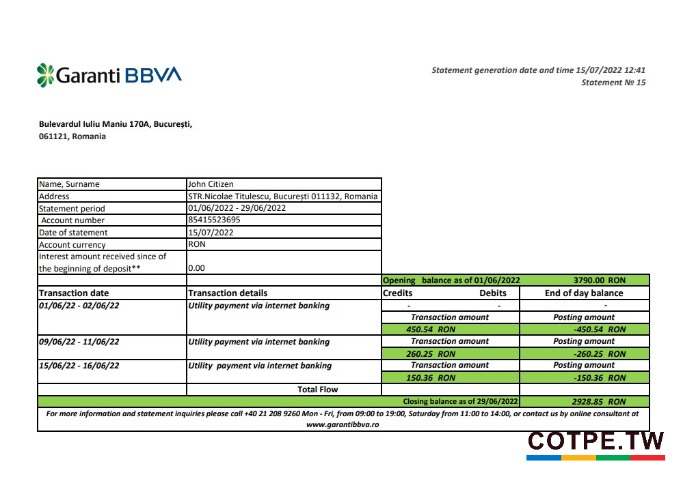 Garanti BBVA
Statement generation date and time 15/07/2022 12:41
Statement № 15
Bulevardul Iuliu Maniu 170A, București,
061121, Romania
Name, Surname John Citizen
Address STR.Nicolae Titulescu, București 011132, Romania
Statement period 01/06/2022 - 29/06/2022
Account number 85415523695
Date of statement 15/07/2022
Account currency RON
Interest amount received since of
the beginning of deposit** 0.00
Opening balance as of 01/06/2022 3790.00 RON
Transaction date Transaction details Credits Debits End of day balance
01/06/22 - 02/06/22 Utility payment via internet banking - - -
Transaction amount Posting amount
450.54 RON -450.54 RON
09/06/22 - 11/06/22 Utility payment via internet banking Transaction amount Posting amount
260.25 RON -260.25 RON
15/06/22 - 16/06/22 Utility payment via internet banking Transaction amount Posting amount
150.36 RON -150.36 RON
Total Flow
Closing balance as of 29/06/2022 2928.85 RON
For more information and statement inquiries please call +40 21 208 9260 Mon - Fri, from 09:00 to 19:00, Saturday from 11:00 to 14:00, or contact us by online consultant at
www.garantibbva.ro
COTPE.TW